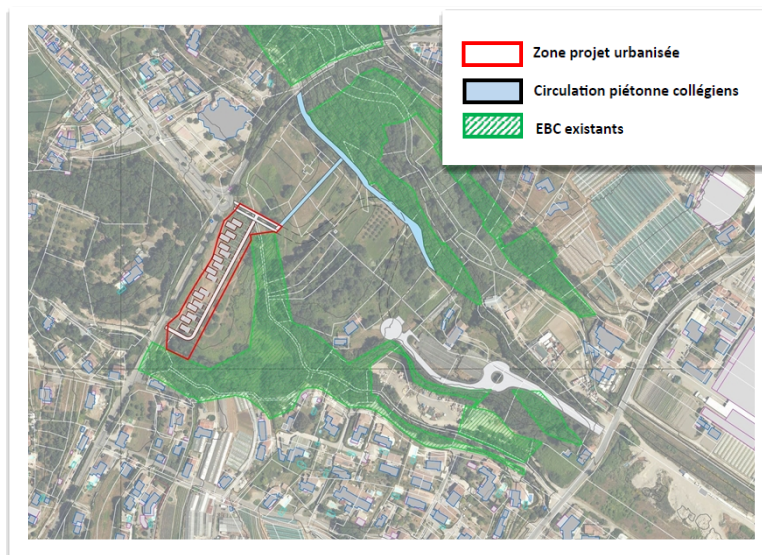 Zone projet urbanisée
Circulation piétonne collégiens
EBC existants